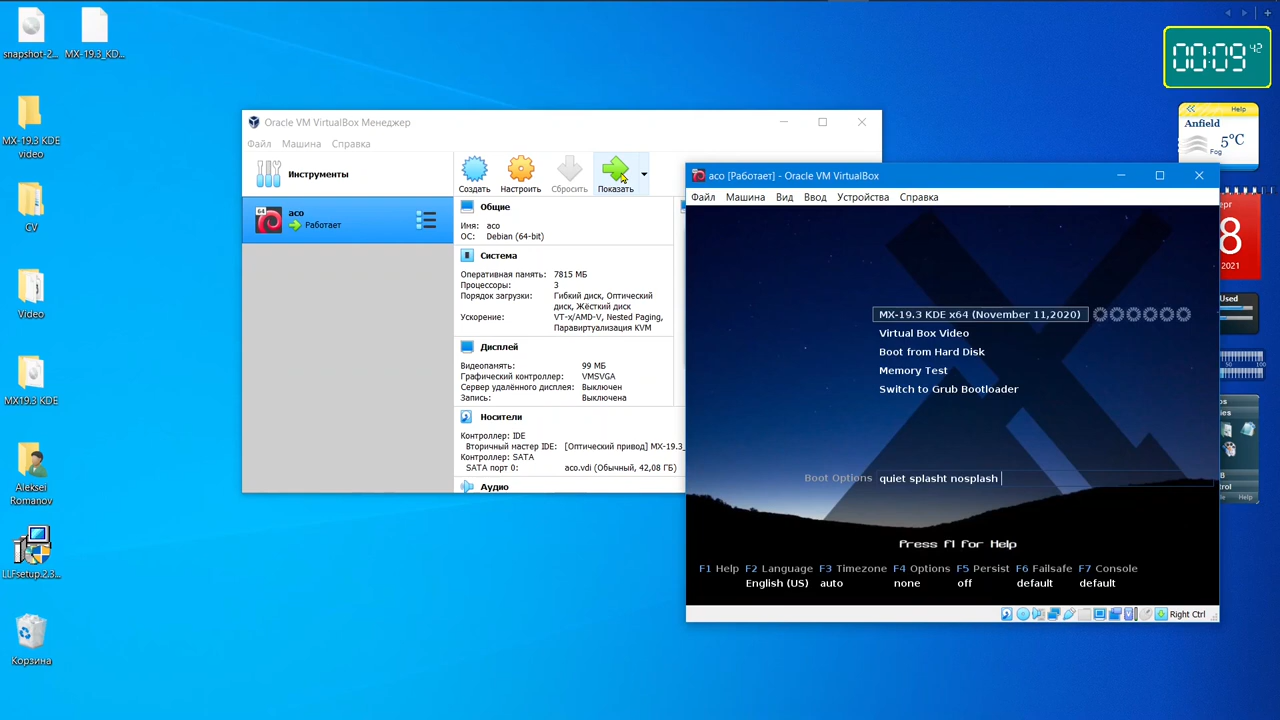 snapshot-2...
MX-19.3_KD...
MX-19.3 KDE
video
CV
Video
MX19.3 KDE
Aleksei
Romanov
LLFsetup.2.3...
Корзина
Oracle VM VirtualBox Менеджер
Файл Машина Справка
Инструменты
Создать Настроить Сбросить Показать
64
aco
Работает
Общие
Имя: aco
ОС: Debian (64-bit)
Система
Оперативная память: 7815 МБ
Процессоры: 3
Порядок загрузки: Гибкий диск, Оптический
диск, Жёсткий диск
Ускорение: VT-x/AMD-V, Nested Paging,
Паравиртуализация KVM
Дисплей
Видеопамять: 99 МБ
Графический контроллер: VMSVGA
Сервер удалённого дисплея: Выключен
Запись: Выключена
Носители
Контроллер: IDE
Вторичный мастер IDE: [Оптический привод] MX-19.3_
Контроллер: SATA
SATA порт 0: aco.vdi (Обычный, 42,08 ГБ)
Аудио
aco [Работает] - Oracle VM VirtualBox
Файл Машина Вид Ввод Устройства Справка
MX-19.3 KDE x64 (November 11,2020)
Virtual Box Video
Boot from Hard Disk
Memory Test
Switch to Grub Bootloader
Boot Options quiet splasht nosplash
Press F1 for Help
F1 Help F2 Language F3 Timezone F4 Options F5 Persist F6 Failsafe F7 Console
English (US) auto none off default default
Right Ctrl
00:09 42
Help
Anfield
5°C
Fog
8
2021
Used
Help